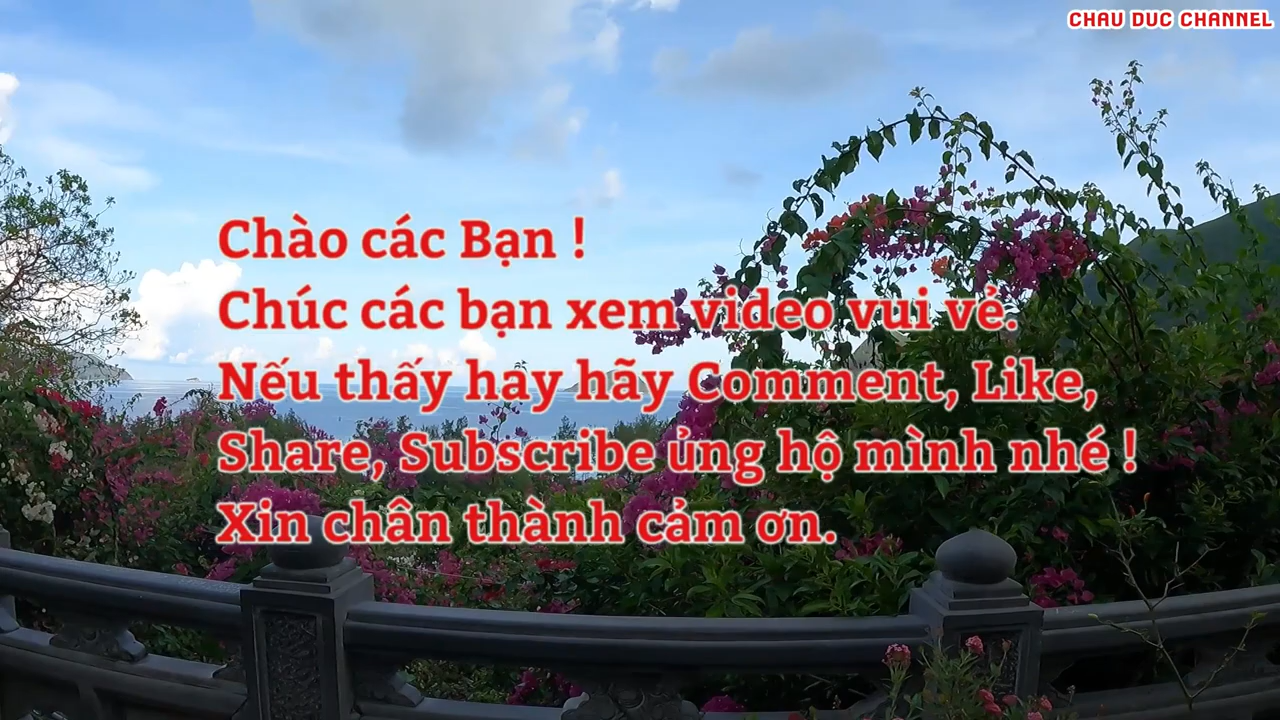 CHAU DUC CHANNEL
Chào các Bạn !
Chúc các bạn xem video vui vẻ.
Nếu thấy hay hãy Comment, Like,
Share, Subscribe ủng hộ mình nhé !
Xin chân thành cảm ơn.